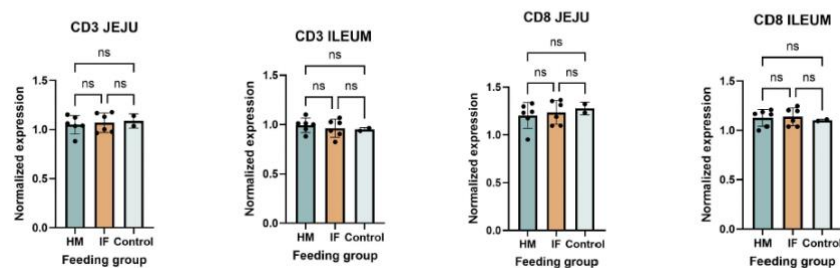 CD3 JEJU
ns
ns ns
Normalized expression
1.5
1.0
0.5
0.0
HM IF Control
Feeding group
CD3 ILEUM
ns
ns ns
Normalized expression
1.5
1.0
0.5
0.0
HM IF Control
Feeding group
CD8 JEJU
ns
ns ns
Normalized expression
1.5
1.0
0.5
0.0
HM IF Control
Feeding group
CD8 ILEUM
ns
ns ns
Normalized expression
1.5
1.0
0.5
0.0
HM IF Control
Feeding group